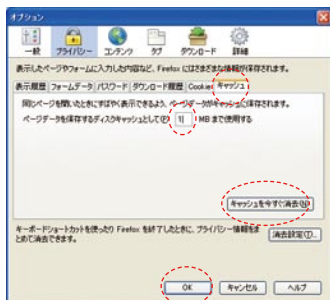 オプション
一般 プライバシー コンテンツ タブ ダウンロード 詳細
表示したページやフォームに入力した内容など、Firefox にはさまざまな情報が保存されます。
表示履歴 フォームデータ パスワード ダウンロード履歴 Cookie キャッシュ
同じページを開いたときにすばやく表示できるよう、ページデータがキャッシュに保存されます。
ページデータを保存するディスクキャッシュとして(P) 1 MB まで使用する
キャッシュを今すぐ消去(N)
キーボードショートカットを使ったり Firefox を終了したときに、プライバシー情報をま
とめて消去できます。
消去設定(T)...
OK キャンセル ヘルプ